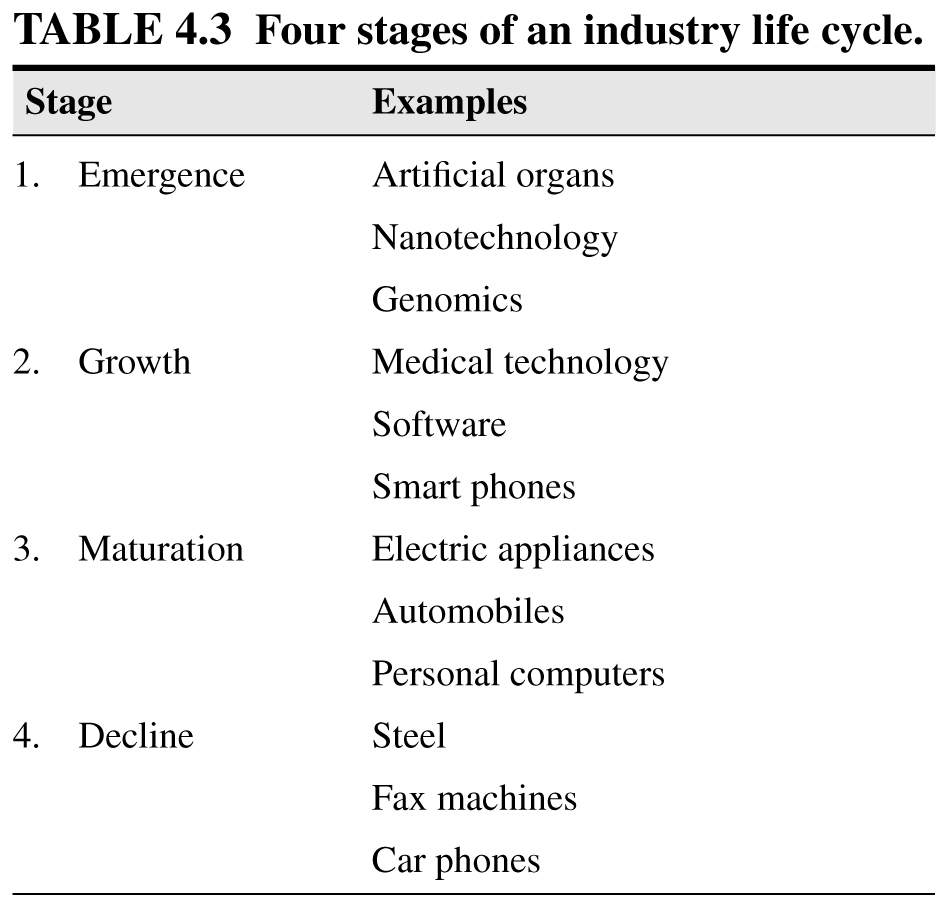 TABLE 4.3 Four stages of an industry life cycle.
Stage Examples
1. Emergence Artificial organs
Nanotechnology
Genomics
2. Growth Medical technology
Software
Smart phones
3. Maturation Electric appliances
Automobiles
Personal computers
4. Decline Steel
Fax machines
Car phones